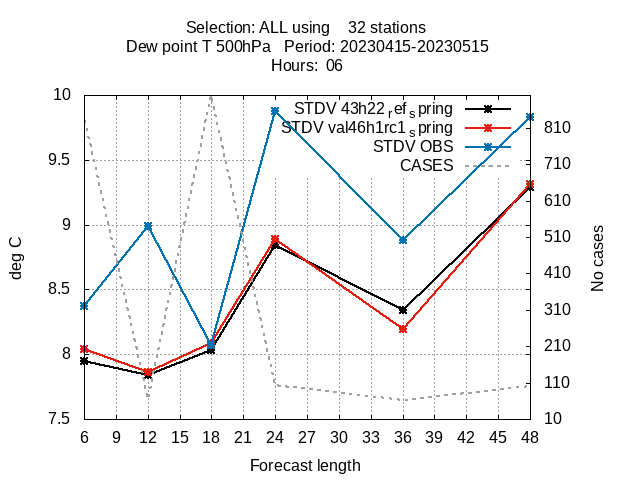 Selection: ALL using    32 stations
Dew point T 500hPa   Period: 20230415-20230515
Hours:  06
STDV 43h22_ref_spring
STDV val46h1rc1_spring
STDV OBS
CASES
deg C
10
9.5
9
8.5
8
7.5
No cases
810
710
610
510
410
310
210
110
10
6 9 12 15 18 21 24 27 30 33 36 39 42 45 48
Forecast length